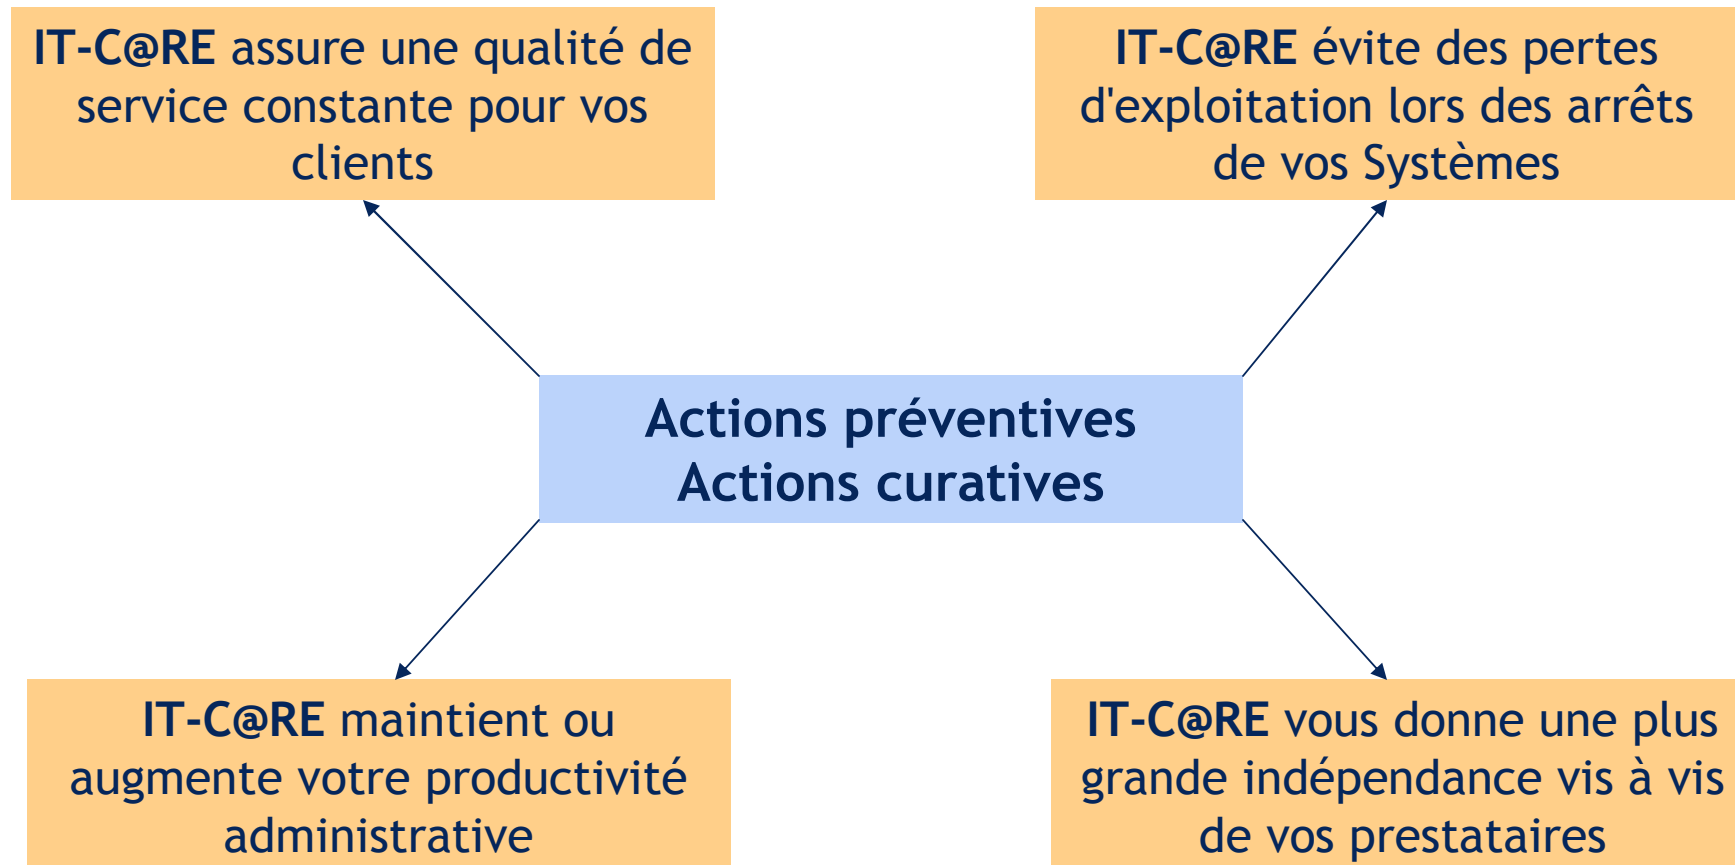 IT-C@RE assure une qualité de
service constante pour vos
clients
IT-C@RE évite des pertes
d'exploitation lors des arrêts
de vos Systèmes
Actions préventives
Actions curatives
IT-C@RE maintient ou
augmente votre productivité
administrative
IT-C@RE vous donne une plus
grande indépendance vis à vis
de vos prestataires